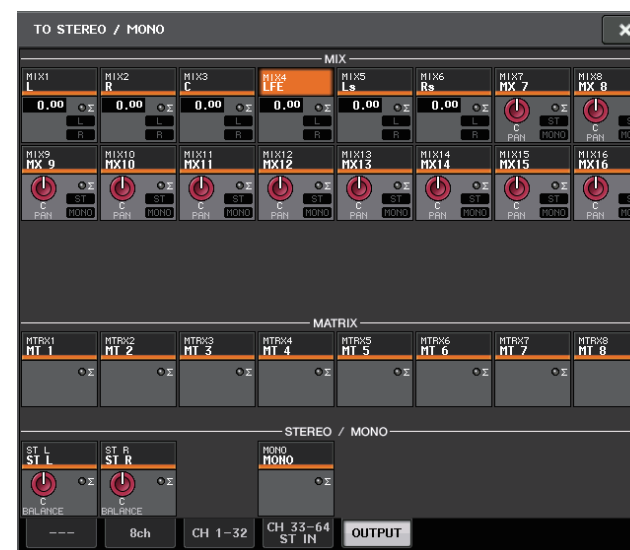 TO STEREO / MONO
MIX
MIX1 MIX2 MIX3 MIX4 MIX5 MIX6 MIX7 MIX8
L R C LFE Ls Rs MX 7 MX 8
0.00 Σ 0.00 Σ 0.00 Σ 0.00 Σ 0.00 Σ 0.00 Σ Σ
L L L L L L C ST C
R R R R R R PAN MONO PAN
MIX9 MIX10 MIX11 MIX12 MIX13 MIX14 MIX15 MIX16
MX 9 MX10 MX11 MX12 MX13 MX14 MX15 MX16
Σ Σ Σ Σ Σ Σ Σ
C ST C ST C ST C ST C ST C ST C ST C
PAN MONO PAN MONO PAN MONO PAN MONO PAN MONO PAN MONO PAN MONO PAN
MATRIX
MTRX1 MTRX2 MTRX3 MTRX4 MTRX5 MTRX6 MTRX7 MTRX8
MT 1 MT 2 MT 3 MT 4 MT 5 MT 6 MT 7 MT 8
Σ Σ Σ Σ Σ Σ Σ
STEREO / MONO
ST L ST R MONO
ST L ST R MONO
Σ Σ Σ
C C
BALANCE BALANCE
--- 8ch CH 1-32 CH 33-64 OUTPUT
ST IN